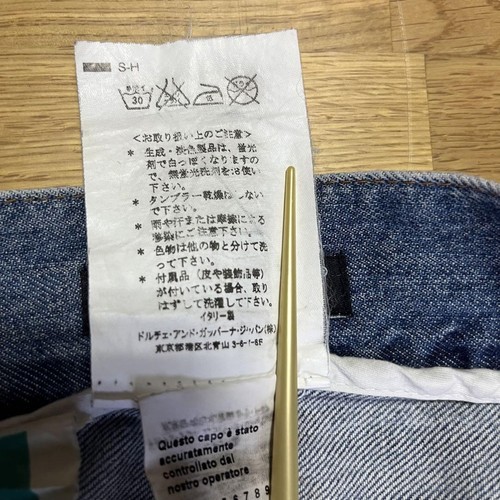 S-H
30
<お取り扱い上のご注意>
* 生成・淡色製品は、蛍光
剤で白っぽくなりますの
で、無蛍光洗剤をお使い
下さい。
* タンブラー乾燥はしない
で下さい。
* 雨や汗または摩擦による
移染にご注意下さい。
* 色物は他の物と分けて洗
って下さい。
* 付属品(皮や装飾品等)
が付いている場合、取り
はずして洗濯して下さい。
イタリー製
ドルチェ・アンド・ガッバーナ・ジャパン(株)
東京都港区北青山3-6-1-8F
Questo capo è stato
accuratamente
controllato dal
nostro operatore
6 7 8 9